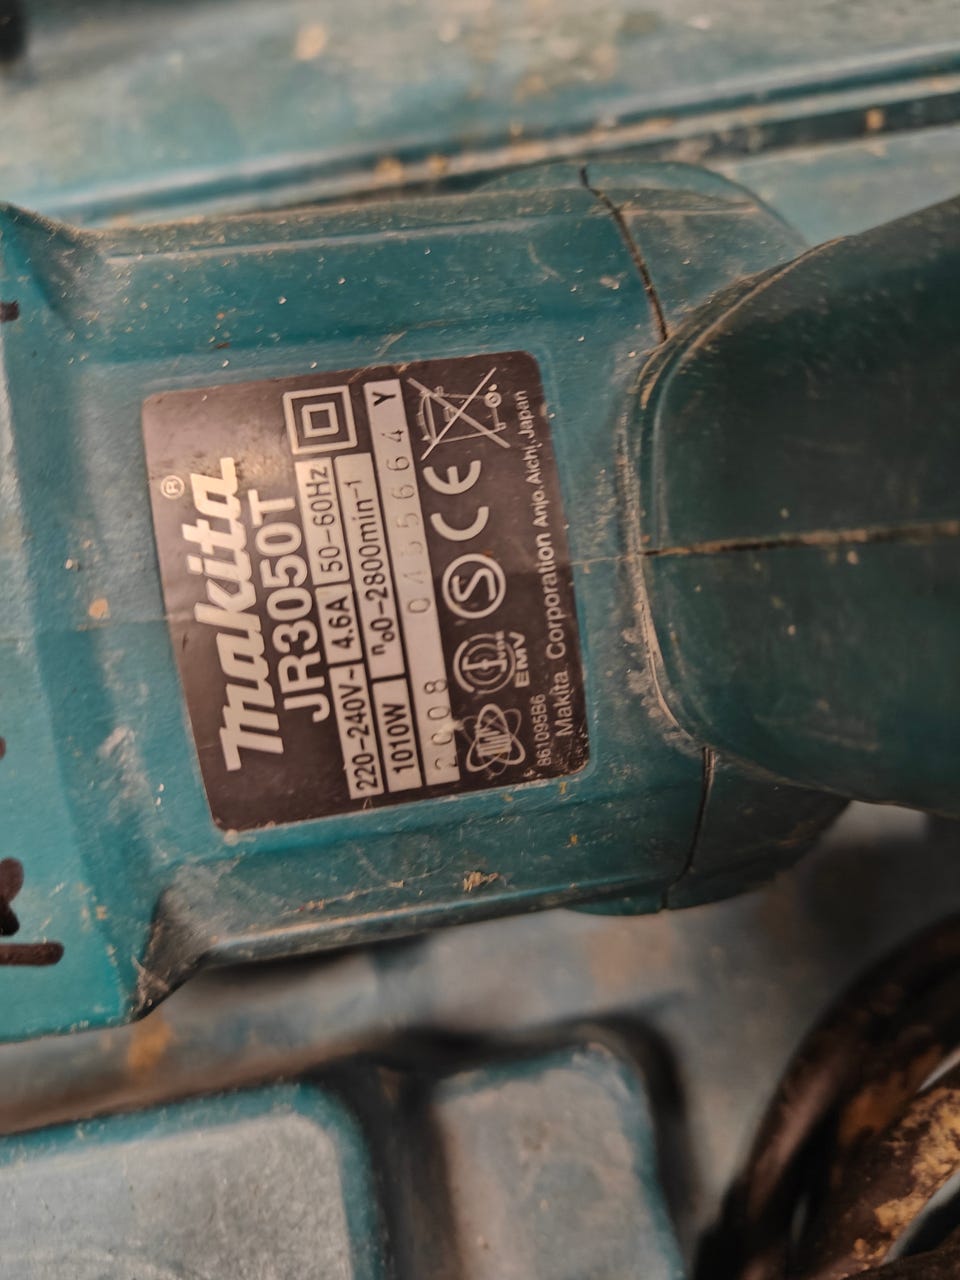 makita®
JR3050T
220-240V~ 4.6A 50-60Hz
1010W n₀0-2800min⁻¹
2008 0455664 Y
S CE
EMV
861095B6
Makita Corporation Anjo, Aichi, Japan